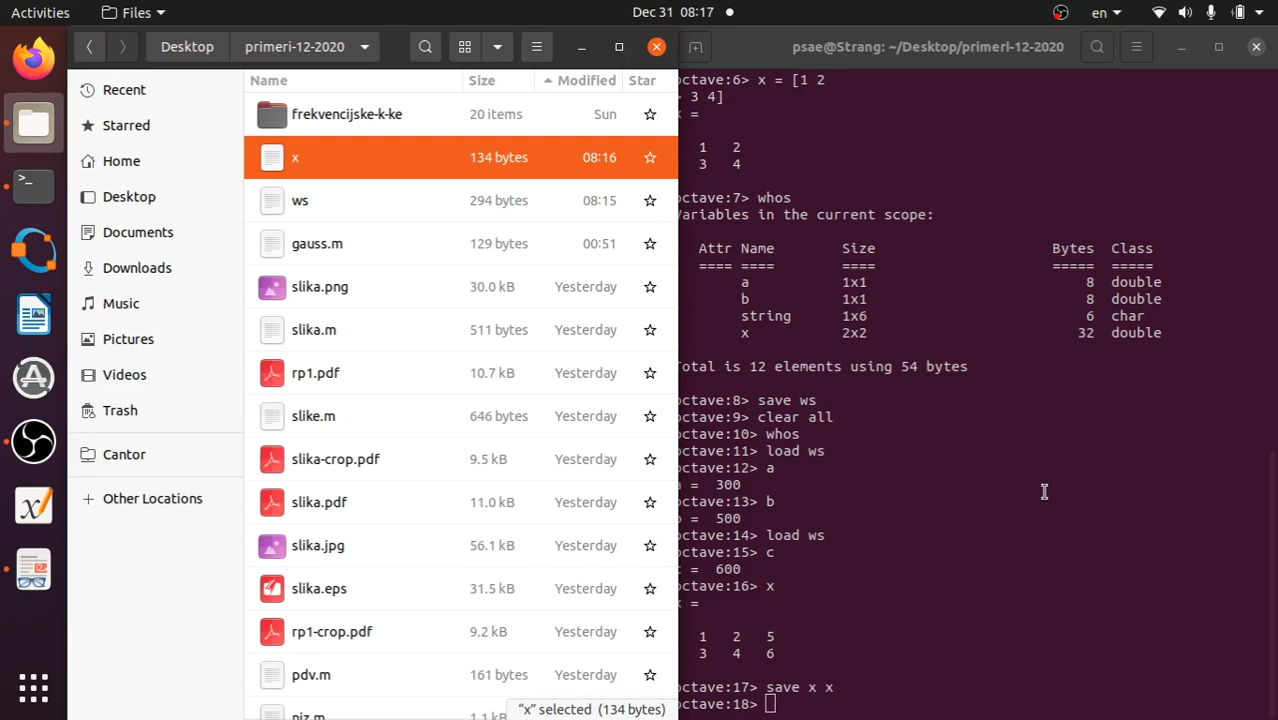 Activities
Files
Dec 31 08:17
en
Desktop
primeri-12-2020
psae@Strang: ~/Desktop/primeri-12-2020
Recent
Starred
Home
Desktop
Documents
Downloads
Music
Pictures
Videos
Trash
Cantor
+ Other Locations
Name Size Modified Star
frekvencijske-k-ke 20 items Sun
x 134 bytes 08:16
ws 294 bytes 08:15
gauss.m 129 bytes 00:51
slika.png 30.0 kB Yesterday
slika.m 511 bytes Yesterday
rp1.pdf 10.7 kB Yesterday
slike.m 646 bytes Yesterday
slika-crop.pdf 9.5 kB Yesterday
slika.pdf 11.0 kB Yesterday
slika.jpg 56.1 kB Yesterday
slika.eps 31.5 kB Yesterday
rp1-crop.pdf 9.2 kB Yesterday
pdv.m 161 bytes Yesterday
niz.m
"x" selected (134 bytes)
octave:6> x = [1 2
> 3 4]
x =
1 2
3 4
octave:7> whos
Variables in the current scope:
Attr Name Size Bytes Class
==== ==== ==== ===== =====
a 1x1 8 double
b 1x1 8 double
string 1x6 6 char
x 2x2 32 double
Total is 12 elements using 54 bytes
octave:8> save ws
octave:9> clear all
octave:10> whos
octave:11> load ws
octave:12> a
a = 300
octave:13> b
b = 500
octave:14> load ws
octave:15> c
c = 600
octave:16> x
x =
1 2 5
3 4 6
octave:17> save x x
octave:18>